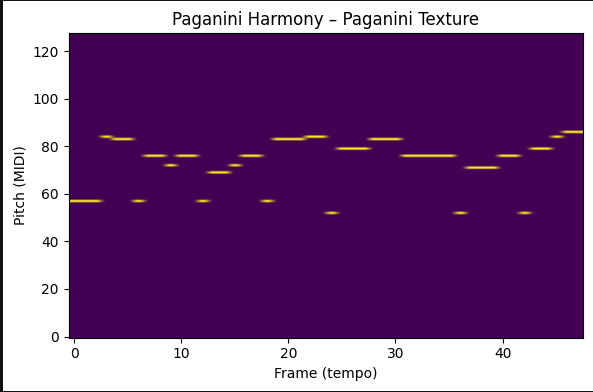 Paganini Harmony – Paganini Texture
Pitch (MIDI)
120
100
80
60
40
20
0
0 10 20 30 40
Frame (tempo)